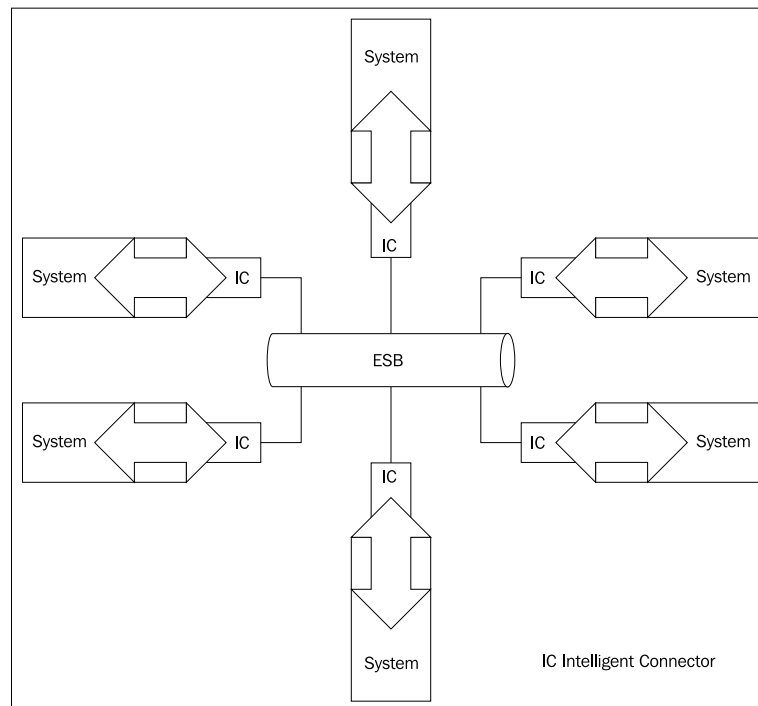 System
IC
System
IC
IC
System
ESB
System
IC
IC
System
IC
System
IC Intelligent Connector